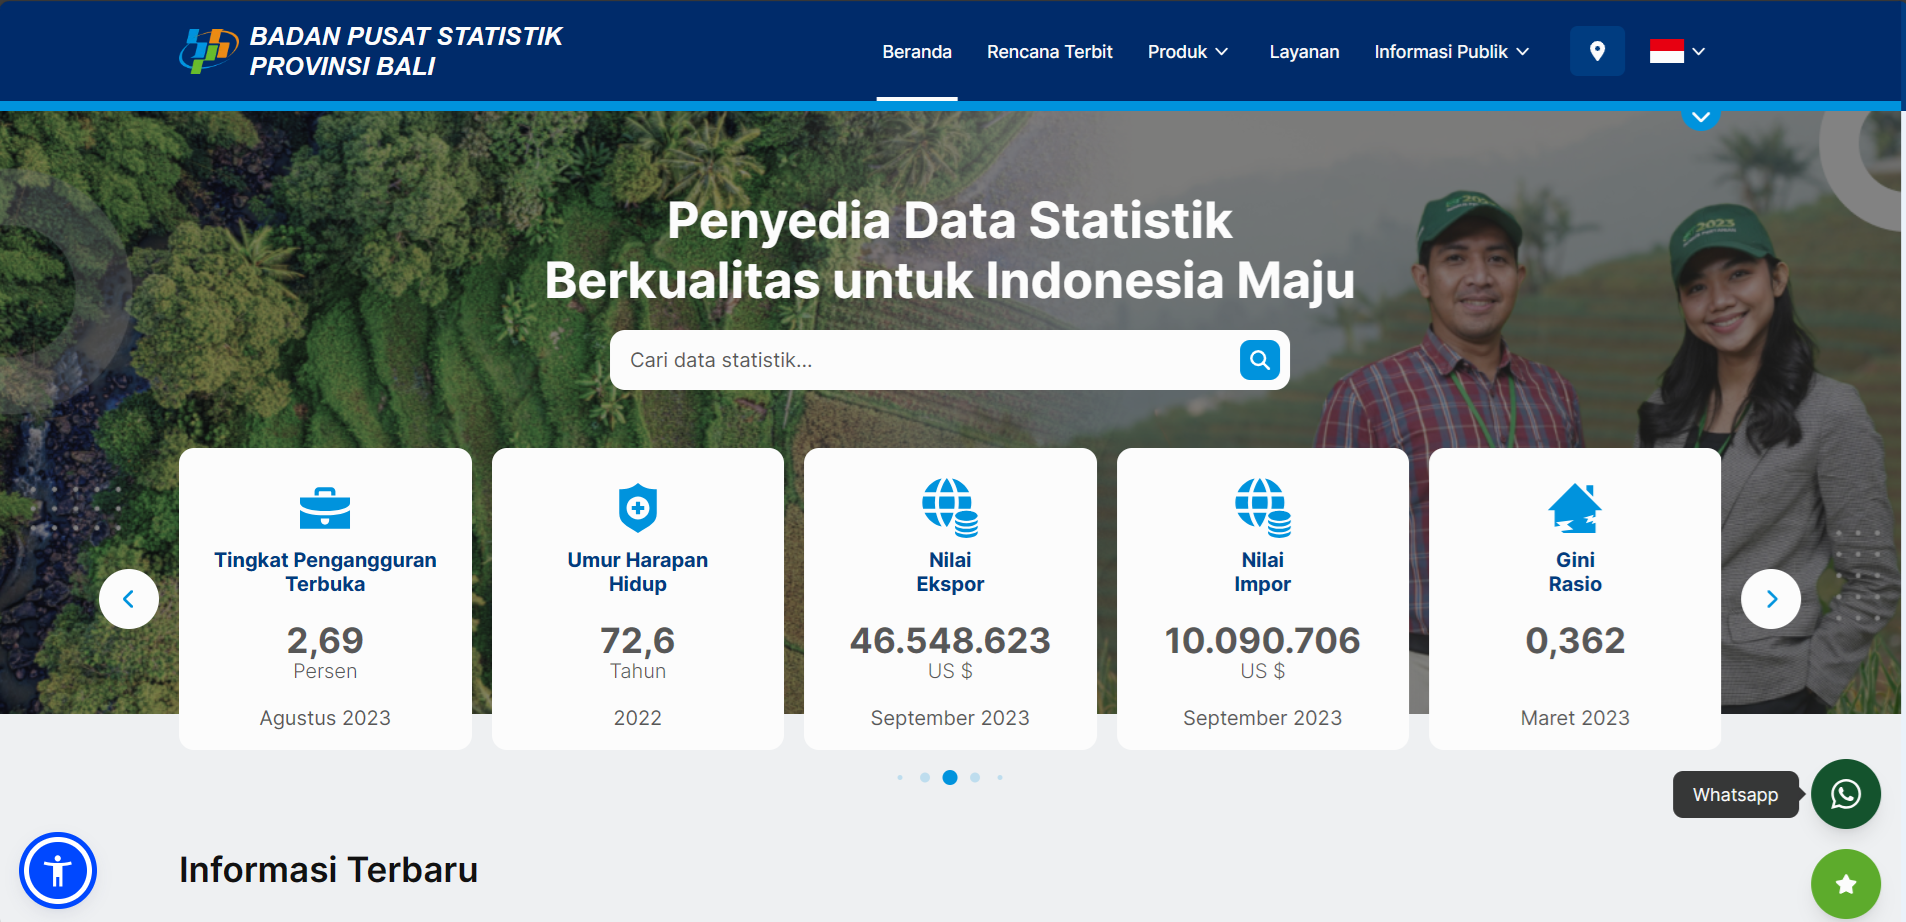 BADAN PUSAT STATISTIK
PROVINSI BALI
Beranda
Rencana Terbit
Produk
Layanan
Informasi Publik
Penyedia Data Statistik
Berkualitas untuk Indonesia Maju
2023
2023
Cari data statistik...
Tingkat Pengangguran
Terbuka
2,69
Persen
Agustus 2023
Umur Harapan
Hidup
72,6
Tahun
2022
Nilai
Ekspor
46.548.623
US $
September 2023
Nilai
Impor
10.090.706
US $
September 2023
Gini
Rasio
0,362
Maret 2023
Whatsapp
Informasi Terbaru